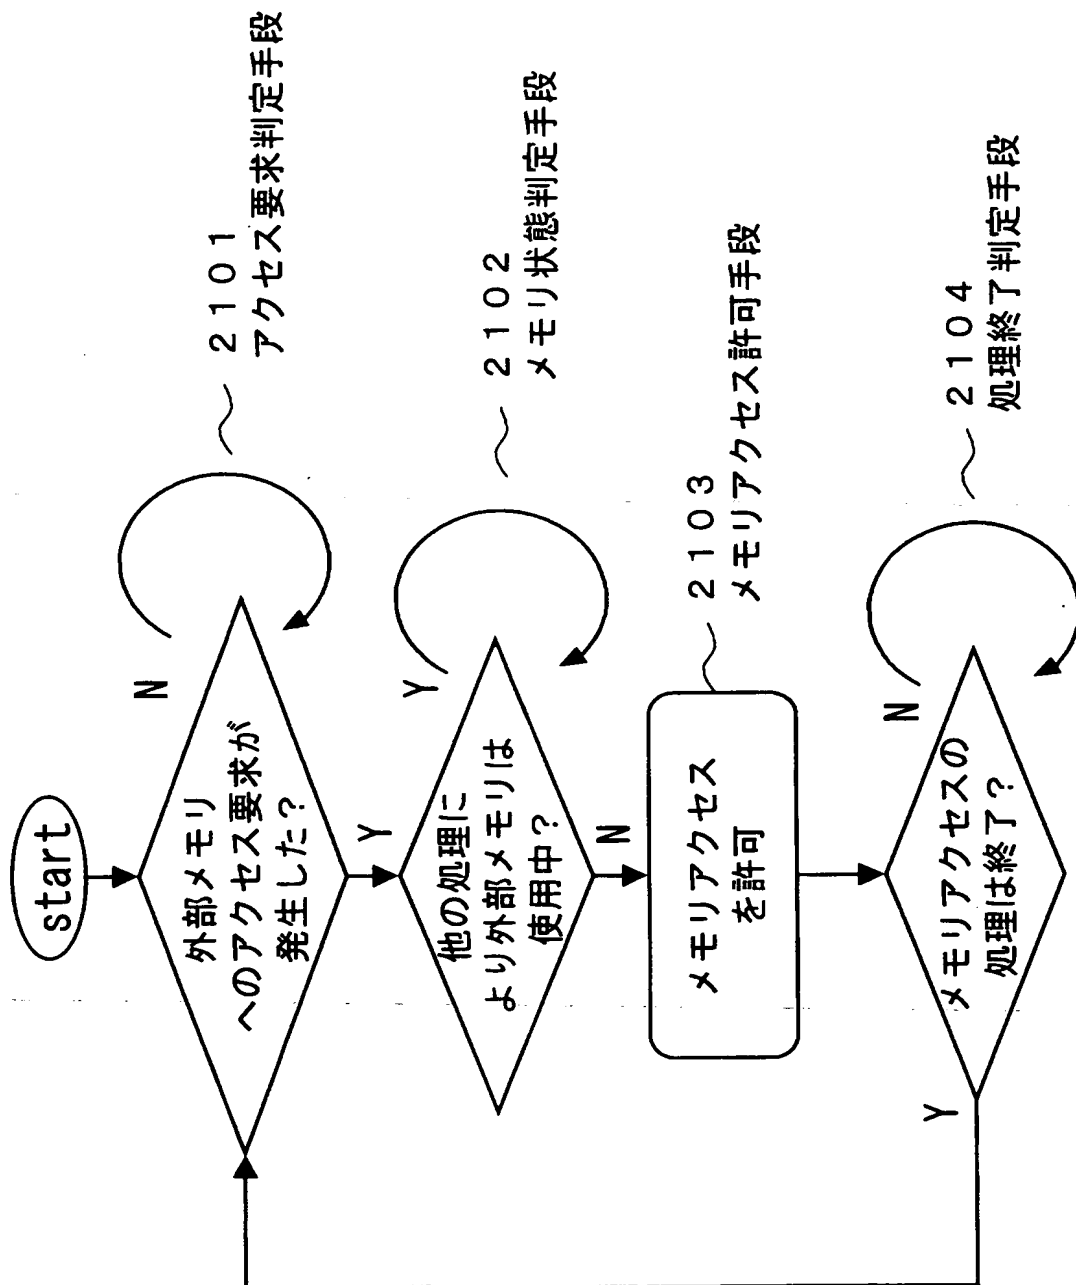 start
外部メモリ
へのアクセス要求が
発生した?
N
Y
2101
アクセス要求判定手段
他の処理に
より外部メモリは
使用中?
Y
N
2102
メモリ状態判定手段
メモリアクセス
を許可
2103
メモリアクセス許可手段
メモリアクセスの
処理は終了?
N
Y
2104
処理終了判定手段